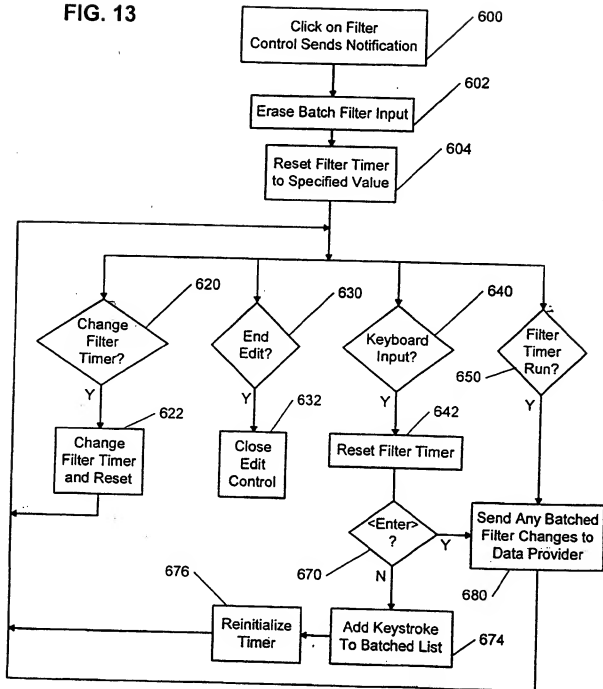 FIG. 13
Click on Filter
Control Sends Notification
600
602
Erase Batch Filter Input
604
Reset Filter Timer
to Specified Value
620
Change
Filter
Timer?
Y
622
Change
Filter Timer
and Reset
630
End
Edit?
Y
632
Close
Edit
Control
640
Keyboard
Input?
Y
642
Reset Filter Timer
<Enter>
?
670
Y
N
Filter
Timer
Run?
650
Y
Send Any Batched
Filter Changes to
Data Provider
680
676
Reinitialize
Timer
Add Keystroke
To Batched List
674